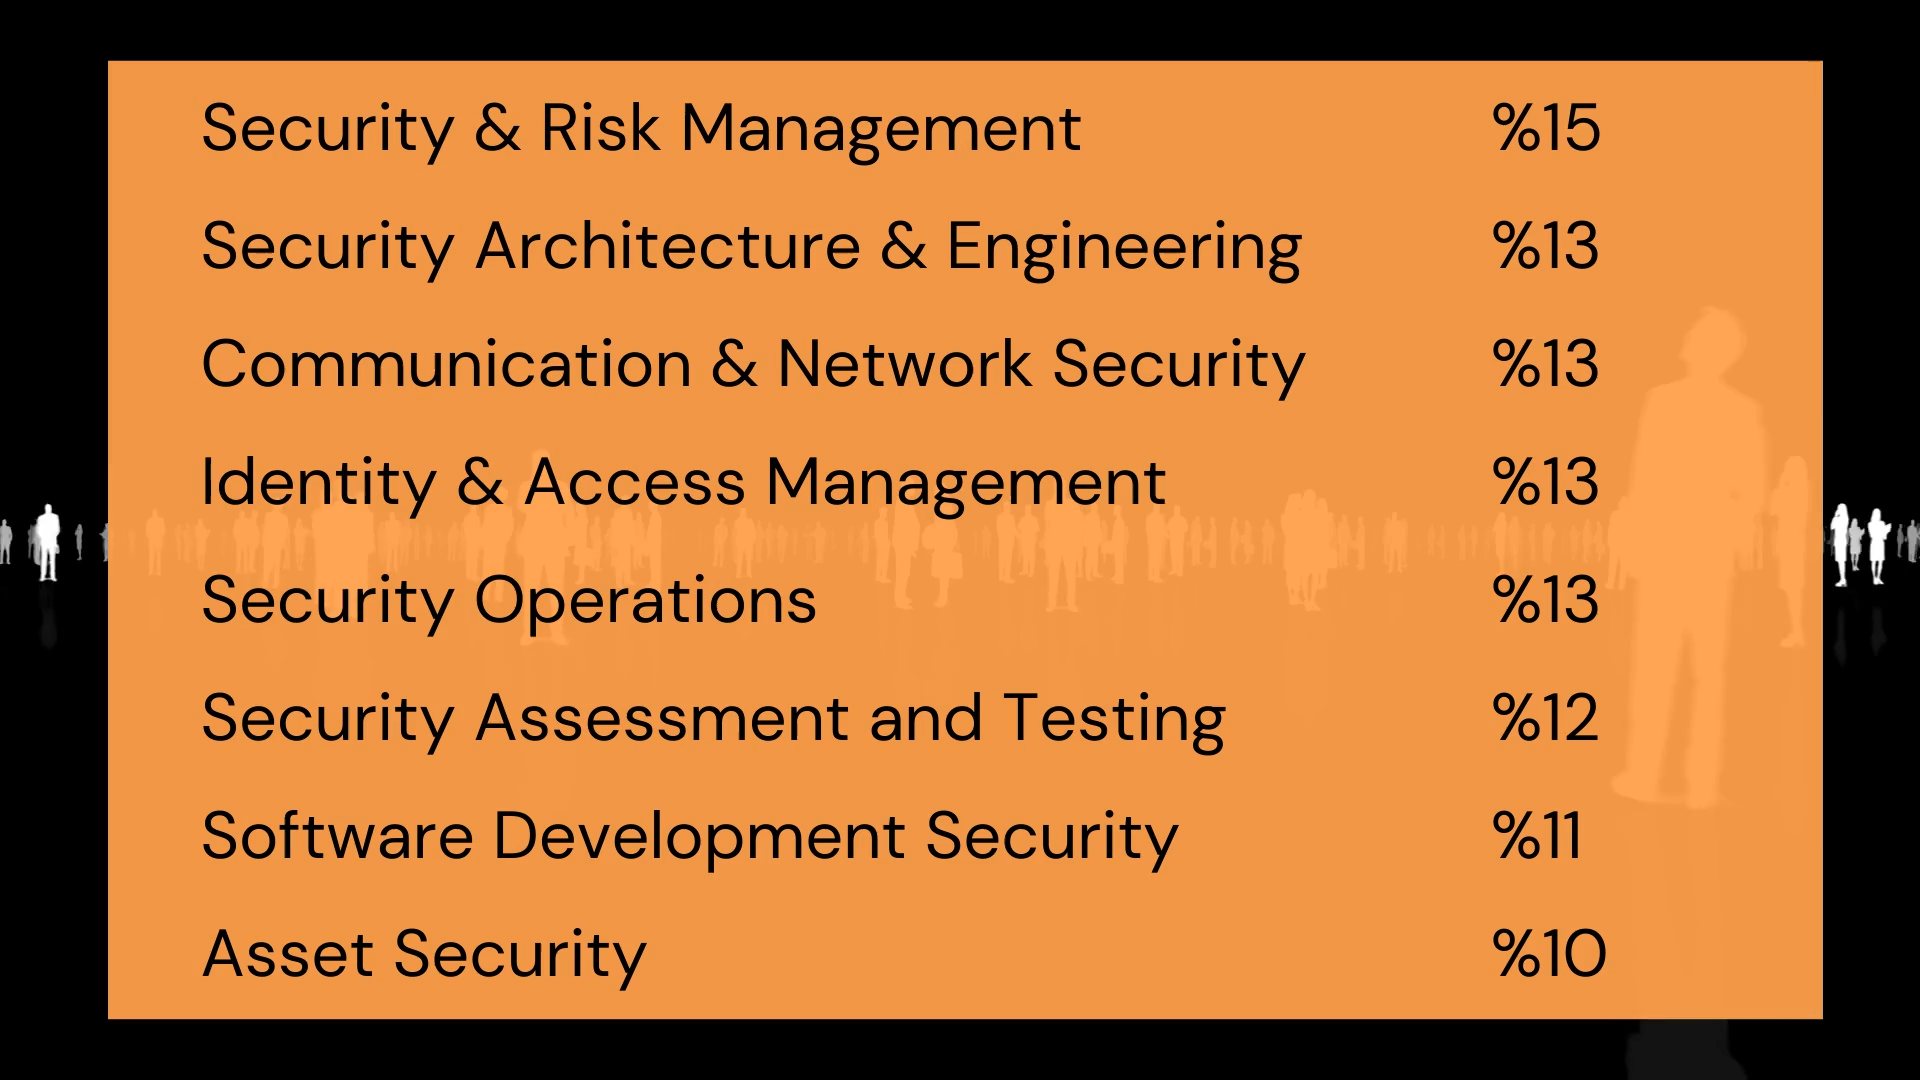 Security & Risk Management %15
Security Architecture & Engineering %13
Communication & Network Security %13
Identity & Access Management %13
Security Operations %13
Security Assessment and Testing %12
Software Development Security %11
Asset Security %10